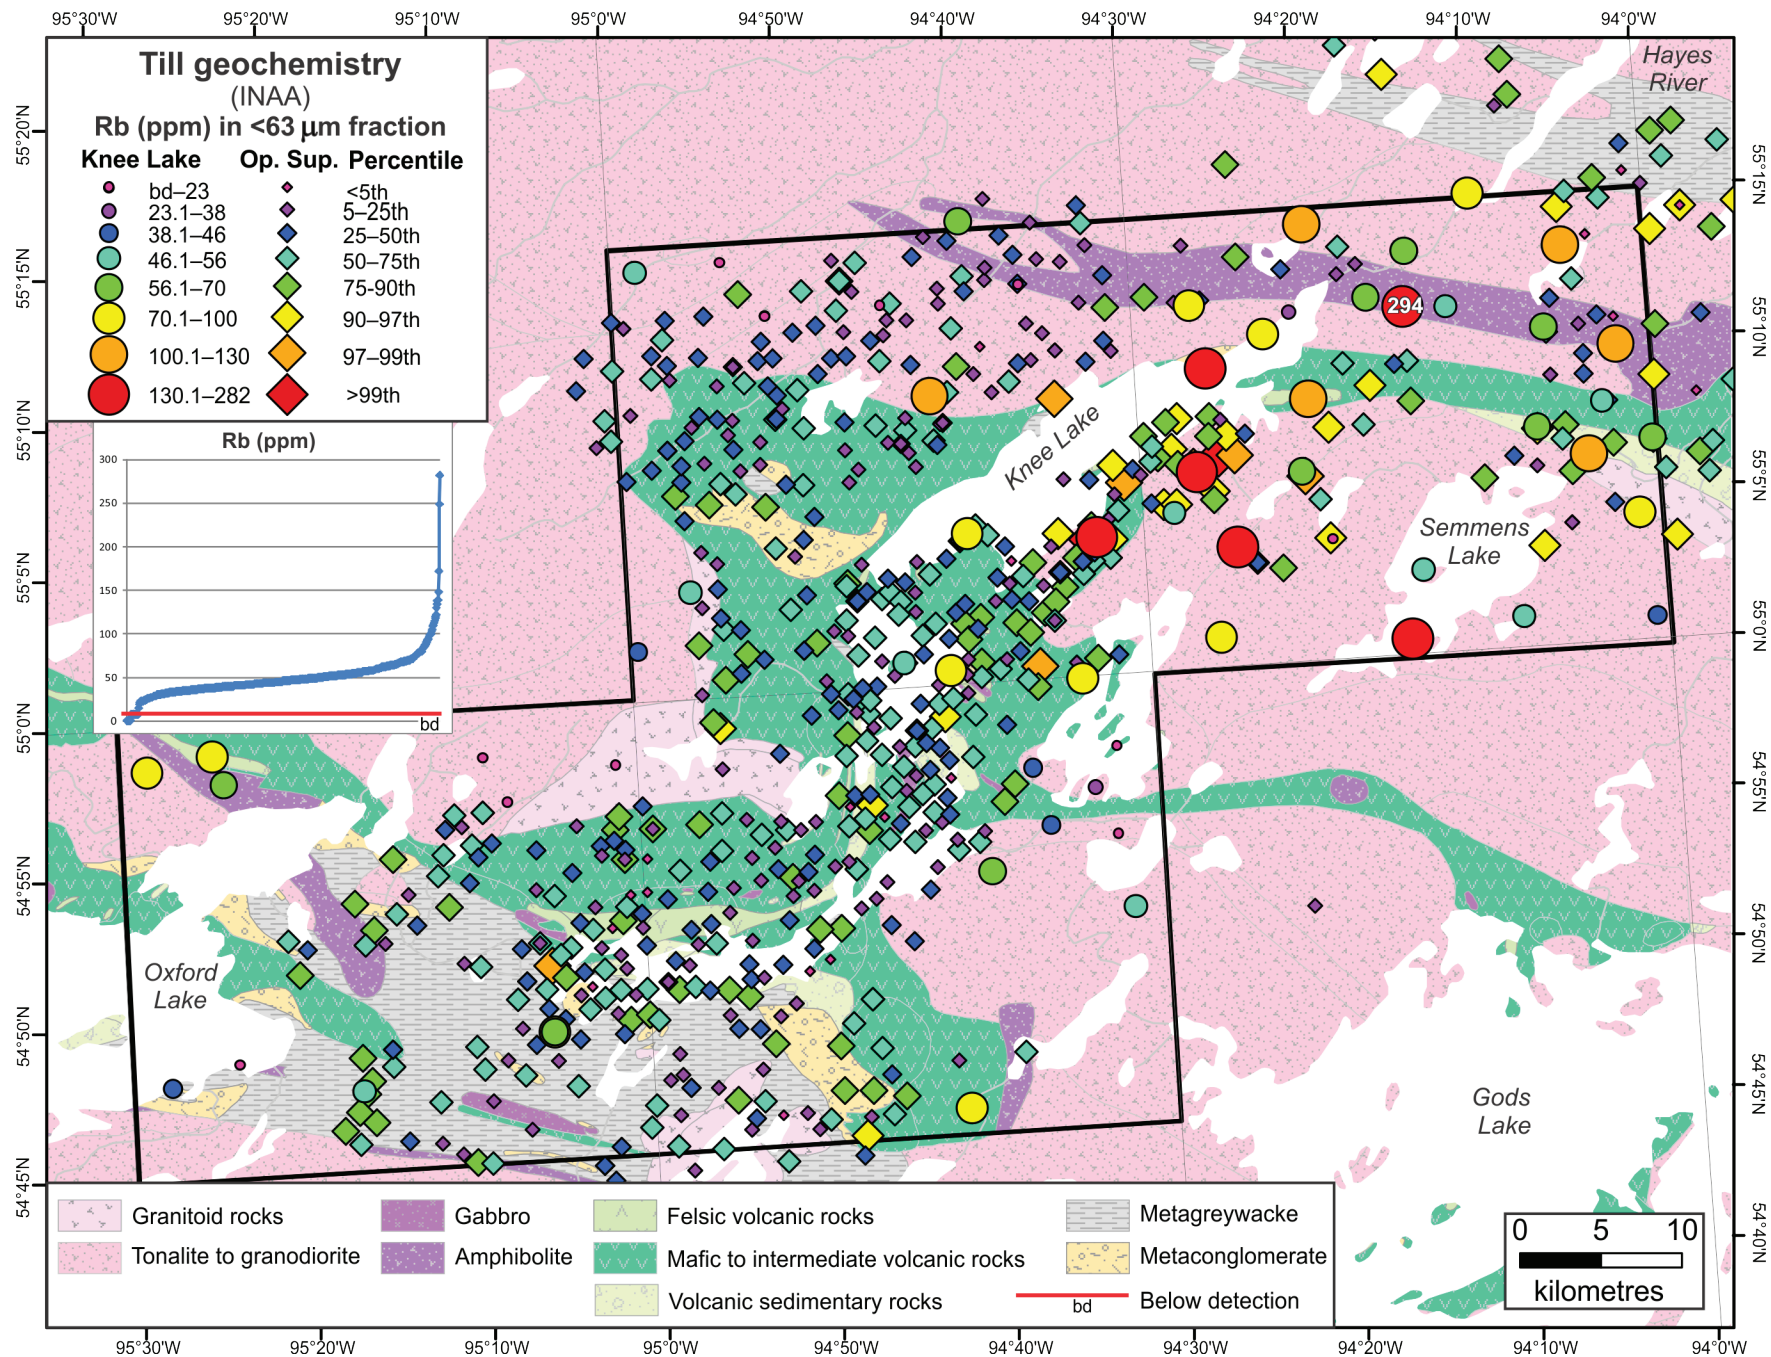 95°30'W 95°20'W 95°10'W 95°0'W 94°50'W 94°40'W 94°30'W 94°20'W 94°10'W 94°0'W
Till geochemistry
(INAA)
Rb (ppm) in <63 µm fraction
Knee Lake Op. Sup. Percentile
bd–23 <5th
23.1–38 5–25th
38.1–46 25–50th
46.1–56 50–75th
56.1–70 75-90th
70.1–100 90–97th
100.1–130 97–99th
130.1–282 >99th
Rb (ppm)
300
250
200
150
100
50
0
bd
Hayes
River
294
Knee Lake
Semmens
Lake
Oxford
Lake
Gods
Lake
55°20'N
55°15'N
55°10'N
55°5'N
55°0'N
54°55'N
54°50'N
54°45'N
55°15'N
55°10'N
55°5'N
55°0'N
54°55'N
54°50'N
54°45'N
54°40'N
Granitoid rocks
Tonalite to granodiorite
Gabbro
Amphibolite
Felsic volcanic rocks
Mafic to intermediate volcanic rocks
Volcanic sedimentary rocks
Metagreywacke
Metaconglomerate
bd Below detection
0 5 10
kilometres
95°30'W 95°20'W 95°10'W 95°0'W 94°50'W 94°40'W 94°30'W 94°20'W 94°10'W 94°0'W